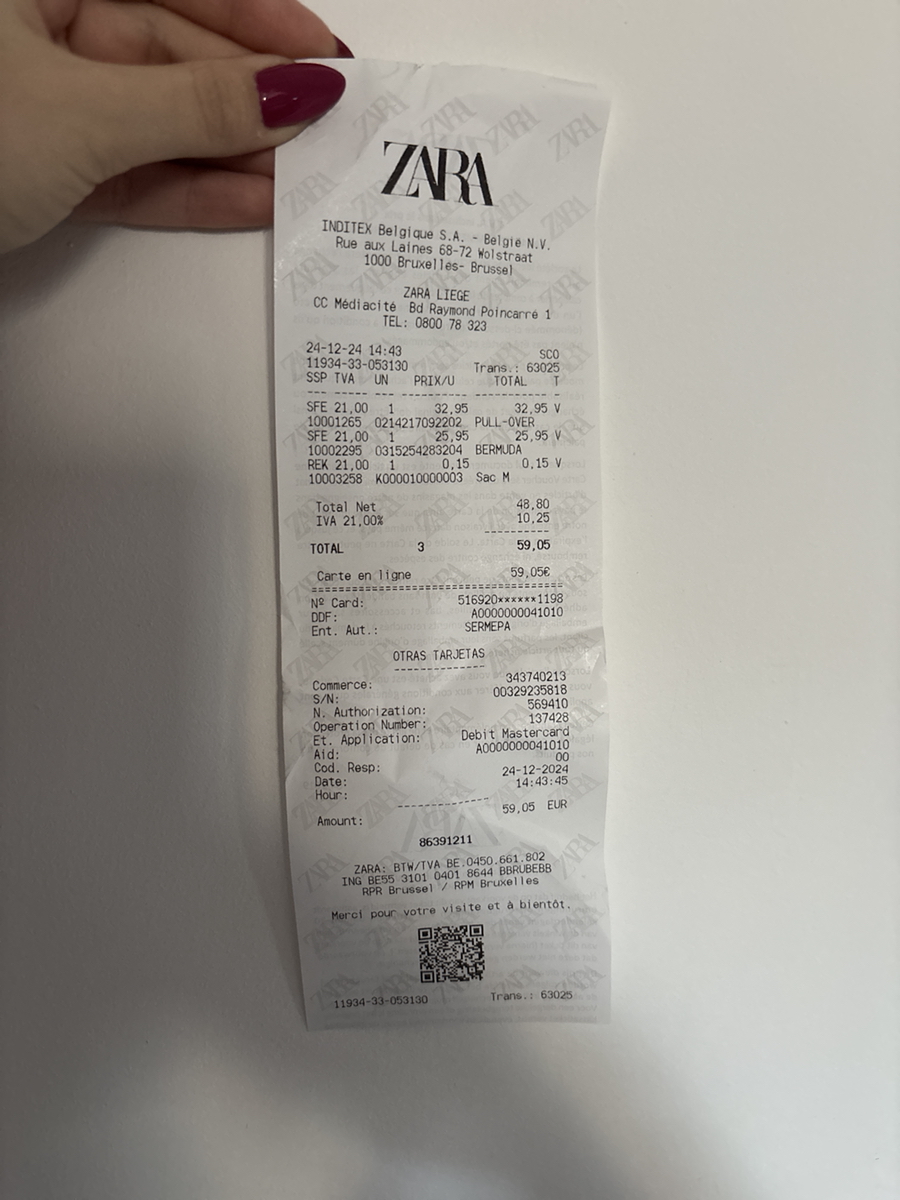 ZARA
INDITEX Belgique S.A. - België N.V.
Rue aux Laines 68-72 Wolstraat
1000 Bruxelles- Brussel
ZARA LIEGE
CC Médiacité Bd Raymond Poincarré 1
TEL: 0800 78 323
24-12-24 14:43 SCO
11934-33-053130 Trans.: 63025
SSP TVA UN PRIX/U TOTAL T
SFE 21,00 1 32,95 32,95 V
10001265 0214217092202 PULL-OVER
SFE 21,00 1 25,95 25,95 V
10002295 0315254283204 BERMUDA
REK 21,00 1 0,15 0,15 V
10003258 K000010000003 Sac M
Total Net 48,80
IVA 21,00% 10,25
TOTAL 3 59,05
Carte en ligne 59,05€
Nº Card: 516920******1198
DDF: A0000000041010
Ent. Aut.: SERMEPA
OTRAS TARJETAS
Commerce: 343740213
S/N: 00329235818
N. Authorization: 569410
Operation Number: 137428
Et. Application: Debit Mastercard
Aid: A0000000041010
Cod. Resp: 00
Date: 24-12-2024
Hour: 14:43:45
Amount: 59,05 EUR
86391211
ZARA: BTW/TVA BE.0450.661.802
ING BE55 3101 0401 8644 BBRUBEBB
RPR Brussel / RPM Bruxelles
Merci pour votre visite et à bientôt.
11934-33-053130 Trans.: 63025